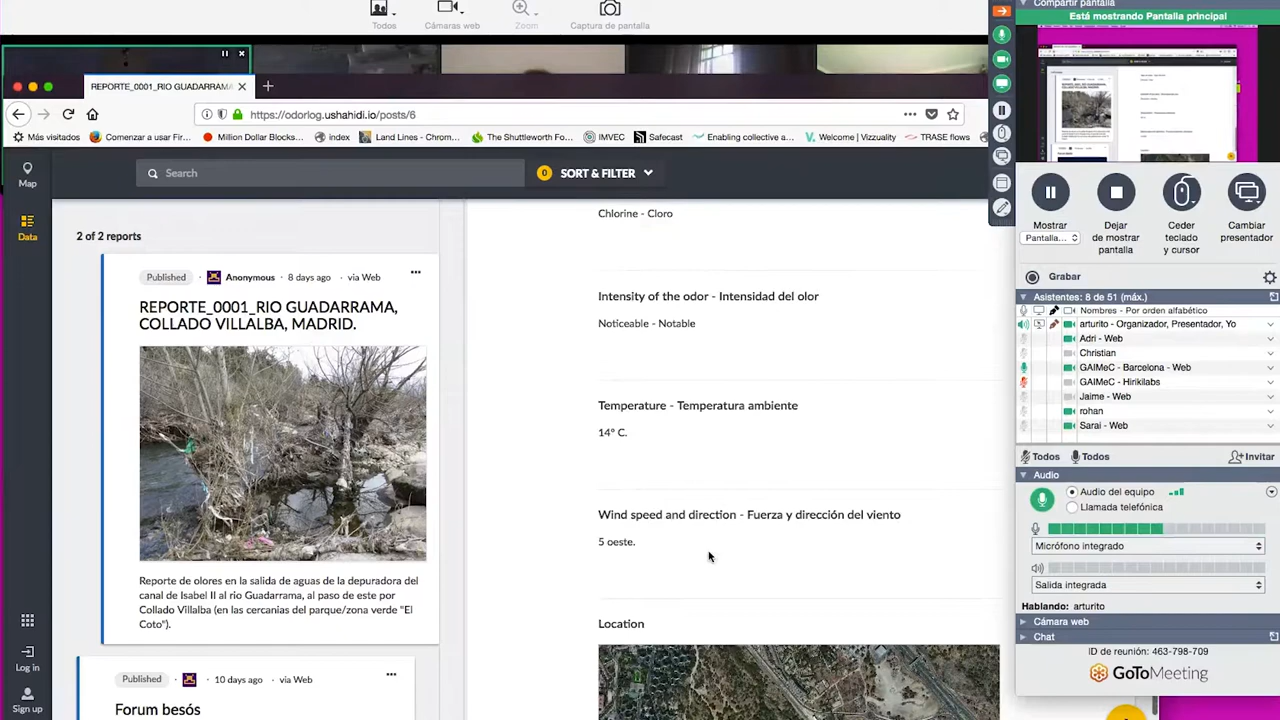 Compartir pantalla
Está mostrando Pantalla principal
Todos
Cámaras web
Zoom
Captura de pantalla
REPORTE_0001_RIO GUADARRAMA
https://odorlog.ushahidi.io/posts/6
Más visitados
Comenzar a usar Fir...
Million Dollar Blocks...
index
Land Lines - Chrom...
The Shuttleworth Fo...
IMVEC
Safecast
Enabling collective a...
Welcome | Vizzuality
TRASE flows
Map
Data
Log in
Sign up
Search
0 SORT & FILTER
2 of 2 reports
Published · Anonymous · 8 days ago · via Web
REPORTE_0001_RIO GUADARRAMA,
COLLADO VILLALBA, MADRID.
Reporte de olores en la salida de aguas de la depuradora del
canal de Isabel II al rio Guadarrama, al paso de este por
Collado Villalba (en las cercanias del parque/zona verde "El
Coto").
Published · 10 days ago · via Web
Forum besós
Chlorine - Cloro
Intensity of the odor - Intensidad del olor
Noticeable - Notable
Temperature - Temperatura ambiente
14º C.
Wind speed and direction - Fuerza y dirección del viento
5 oeste.
Location
Mostrar
Pantalla...
Dejar
de mostrar
pantalla
Ceder
teclado
y cursor
Cambiar
presentador
Grabar
Asistentes: 8 de 51 (máx.)
Nombres - Por orden alfabético
arturito - Organizador, Presentador, Yo
Adri - Web
Christian
GAIMeC - Barcelona - Web
GAIMeC - Hirikilabs
Jaime - Web
rohan
Sarai - Web
Todos
Todos
Invitar
Audio
Audio del equipo
Llamada telefónica
Micrófono integrado
Salida integrada
Hablando: arturito
Cámara web
Chat
ID de reunión: 463-798-709
GoToMeeting